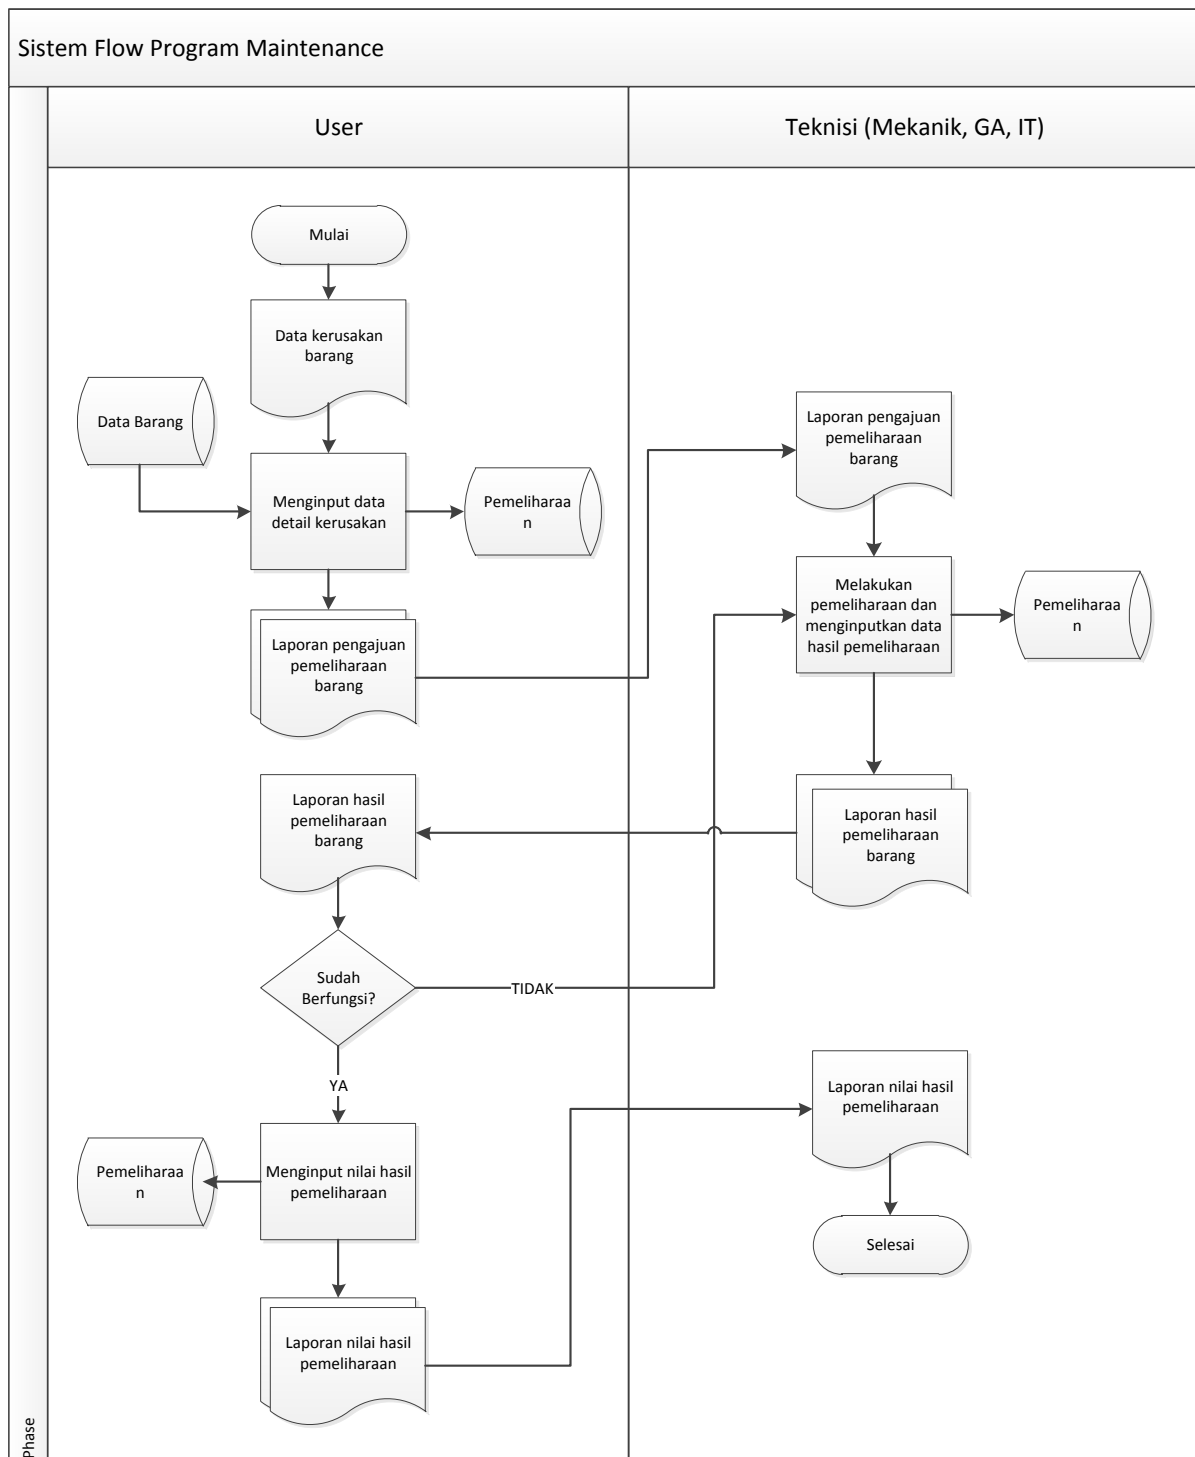 Sistem Flow Program Maintenance
User
Teknisi (Mekanik, GA, IT)
Mulai
Data kerusakan
barang
Data Barang
Menginput data
detail kerusakan
Pemeliharaa
n
Laporan pengajuan
pemeliharaan
barang
Laporan pengajuan
pemeliharaan
barang
Melakukan
pemeliharaan dan
menginputkan data
hasil pemeliharaan
Pemeliharaa
n
Laporan hasil
pemeliharaan
barang
Laporan hasil
pemeliharaan
barang
Sudah
Berfungsi?
TIDAK
YA
Menginput nilai hasil
pemeliharaan
Pemeliharaa
n
Laporan nilai hasil
pemeliharaan
Laporan nilai hasil
pemeliharaan
Selesai
Phase